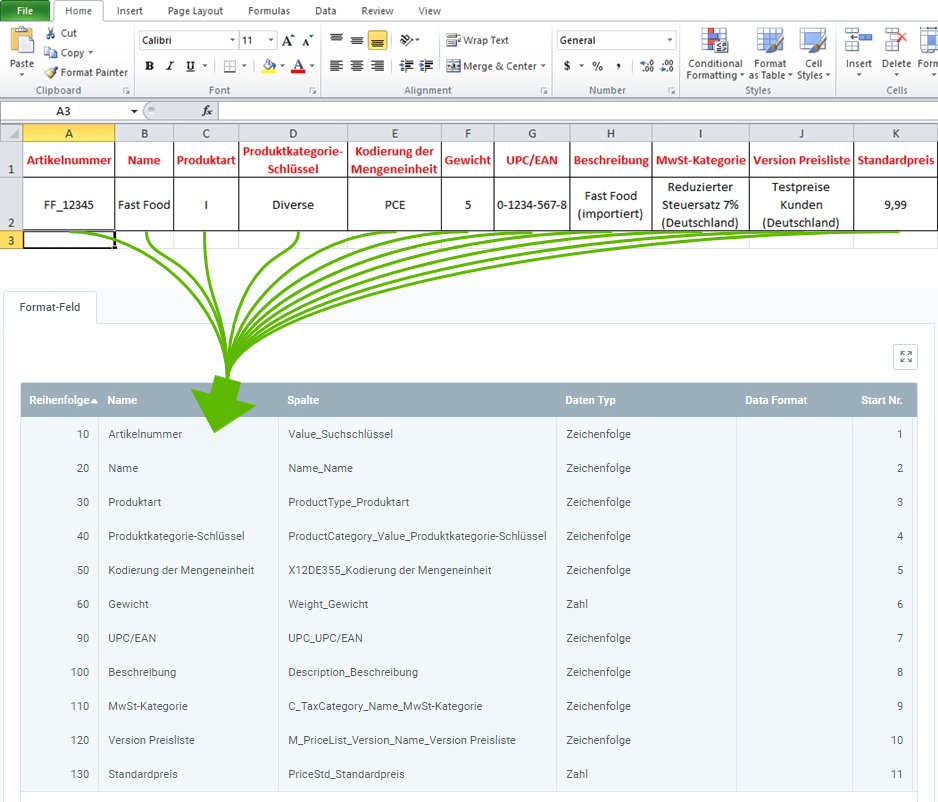 File Home Insert Page Layout Formulas Data Review View
Paste
Cut
Copy
Format Painter
Clipboard
Calibri 11 A A
B I U A
Font
Wrap Text
Merge & Center
Alignment
General
$ % ,
Number
Conditional Formatting
Format as Table
Cell Styles
Styles
Insert Delete Form
Cells
A3 fx
A B C D E F G H I J K
1 Artikelnummer Name Produktart Produktkategorie-Schlüssel Kodierung der Mengeneinheit Gewicht UPC/EAN Beschreibung MwSt-Kategorie Version Preisliste Standardpreis
2 FF_12345 Fast Food I Diverse PCE 5 0-1234-567-8 Fast Food (importiert) Reduzierter Steuersatz 7% (Deutschland) Testpreise Kunden (Deutschland) 9,99
3
Format-Feld
Reihenfolge Name Spalte Daten Typ Data Format Start Nr.
10 Artikelnummer Value_Suchschlüssel Zeichenfolge 1
20 Name Name_Name Zeichenfolge 2
30 Produktart ProductType_Produktart Zeichenfolge 3
40 Produktkategorie-Schlüssel ProductCategory_Value_Produktkategorie-Schlüssel Zeichenfolge 4
50 Kodierung der Mengeneinheit X12DE355_Kodierung der Mengeneinheit Zeichenfolge 5
60 Gewicht Weight_Gewicht Zahl 6
90 UPC/EAN UPC_UPC/EAN Zeichenfolge 7
100 Beschreibung Description_Beschreibung Zeichenfolge 8
110 MwSt-Kategorie C_TaxCategory_Name_MwSt-Kategorie Zeichenfolge 9
120 Version Preisliste M_PriceList_Version_Name_Version Preisliste Zeichenfolge 10
130 Standardpreis PriceStd_Standardpreis Zahl 11